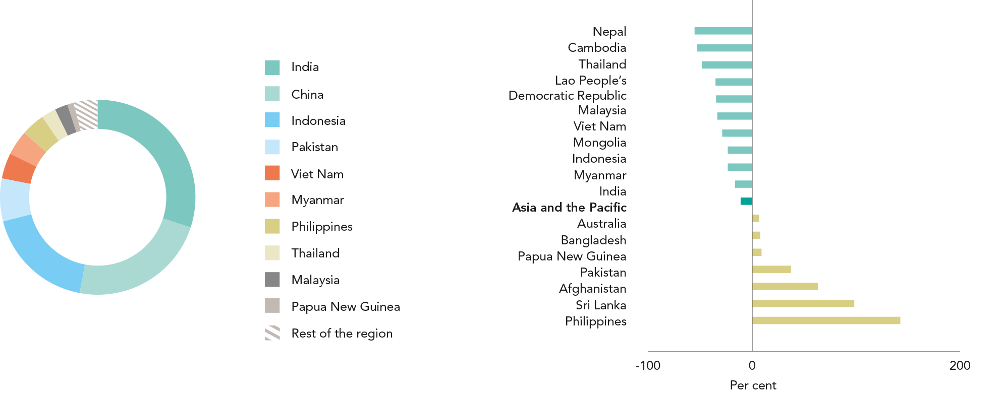 India
China
Indonesia
Pakistan
Viet Nam
Myanmar
Philippines
Thailand
Malaysia
Papua New Guinea
Rest of the region
Nepal
Cambodia
Thailand
Lao People’s
Democratic Republic
Malaysia
Viet Nam
Mongolia
Indonesia
Myanmar
India
Asia and the Pacific
Australia
Bangladesh
Papua New Guinea
Pakistan
Afghanistan
Sri Lanka
Philippines
-100 0 200
Per cent